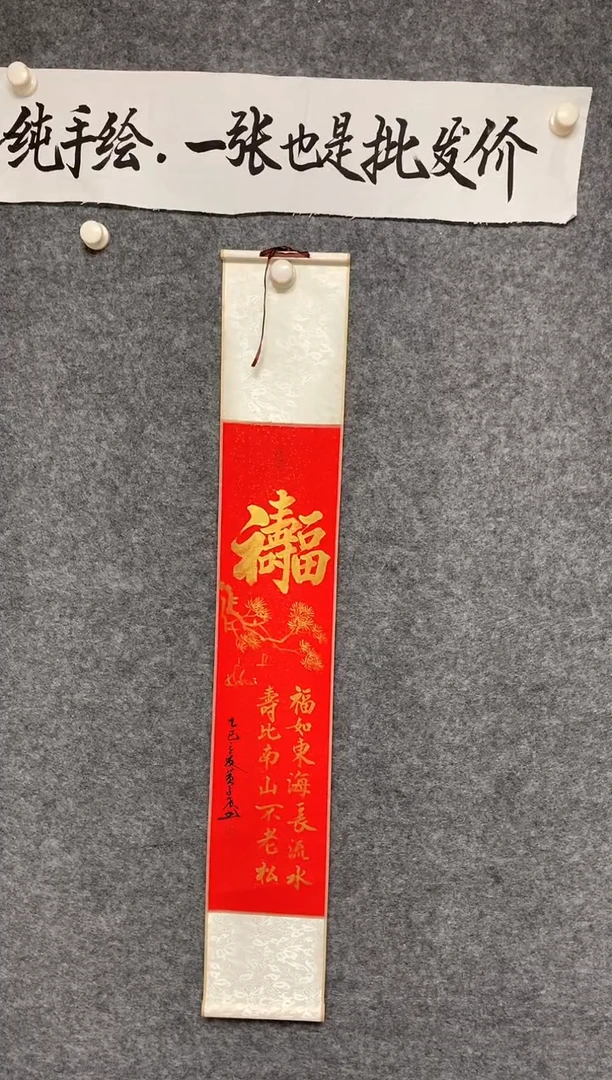 纯手绘.一张也是批发价
福如東海長流水
壽比南山不老松